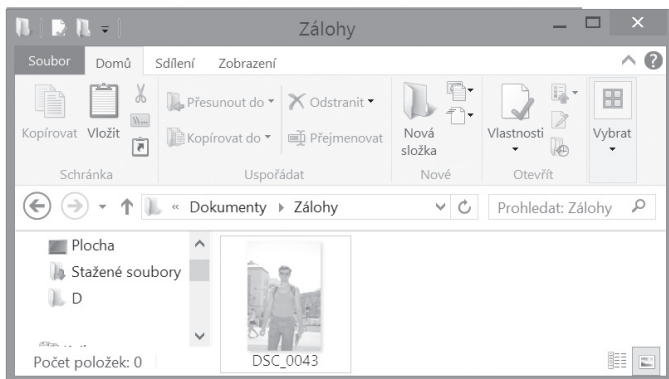 Zálohy
Soubor Domů Sdílení Zobrazení
Kopírovat Vložit Přesunout do Odstranit Nová složka Vlastnosti Vybrat
Kopírovat do Přejmenovat
Schránka Uspořádat Nové Otevřít
« Dokumenty Zálohy Prohledat: Zálohy
Plocha
Stažené soubory
D
Počet položek: 0 DSC_0043